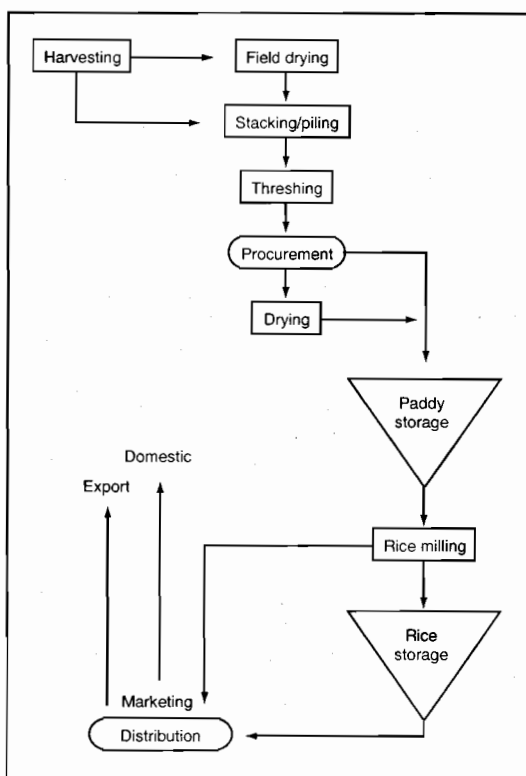 Harvesting
Field drying
Stacking/piling
Threshing
Procurement
Drying
Paddy
storage
Domestic
Export
Rice milling
Rice
storage
Marketing
Distribution